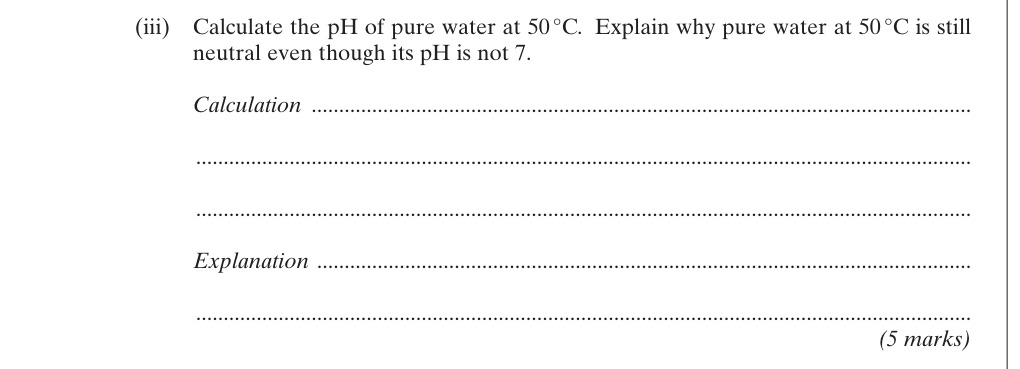 (iii) Calculate the pH of pure water at 50 °C. Explain why pure water at 50 °C is still
neutral even though its pH is not 7.
Calculation ......................................................................................................................
..........................................................................................................................................
..........................................................................................................................................
Explanation .....................................................................................................................
..........................................................................................................................................
(5 marks)